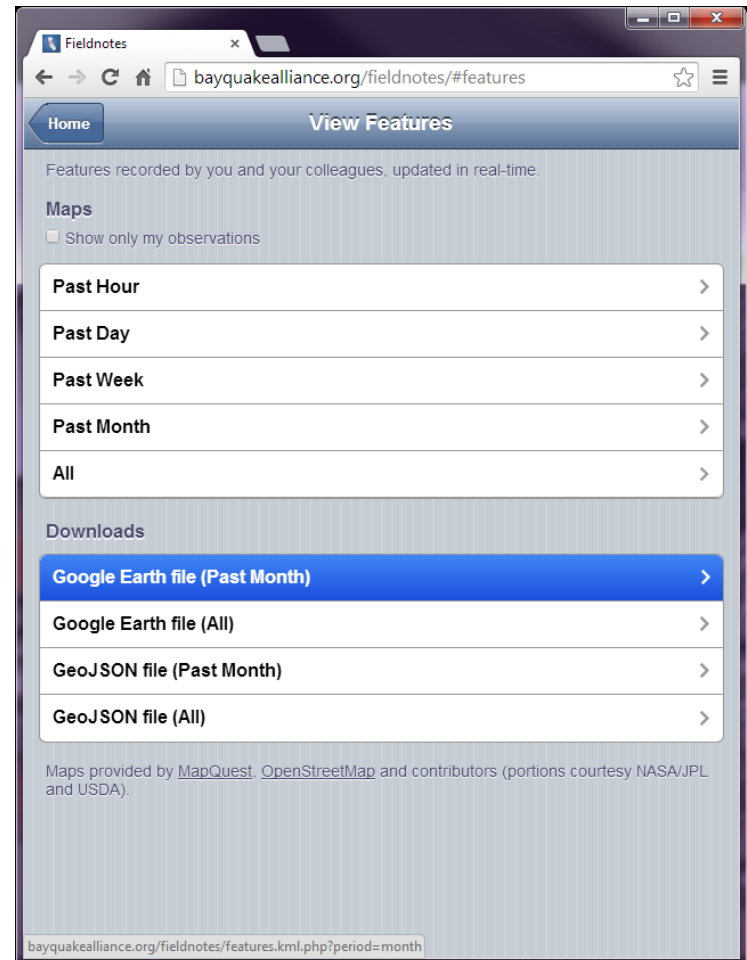 Fieldnotes
bayquakealliance.org/fieldnotes/#features
Home
View Features
Features recorded by you and your colleagues, updated in real-time.
Maps
Show only my observations
Past Hour
Past Day
Past Week
Past Month
All
Downloads
Google Earth file (Past Month)
Google Earth file (All)
GeoJSON file (Past Month)
GeoJSON file (All)
Maps provided by MapQuest, OpenStreetMap and contributors (portions courtesy NASA/JPL
and USDA).
bayquakealliance.org/fieldnotes/features.kml.php?period=month